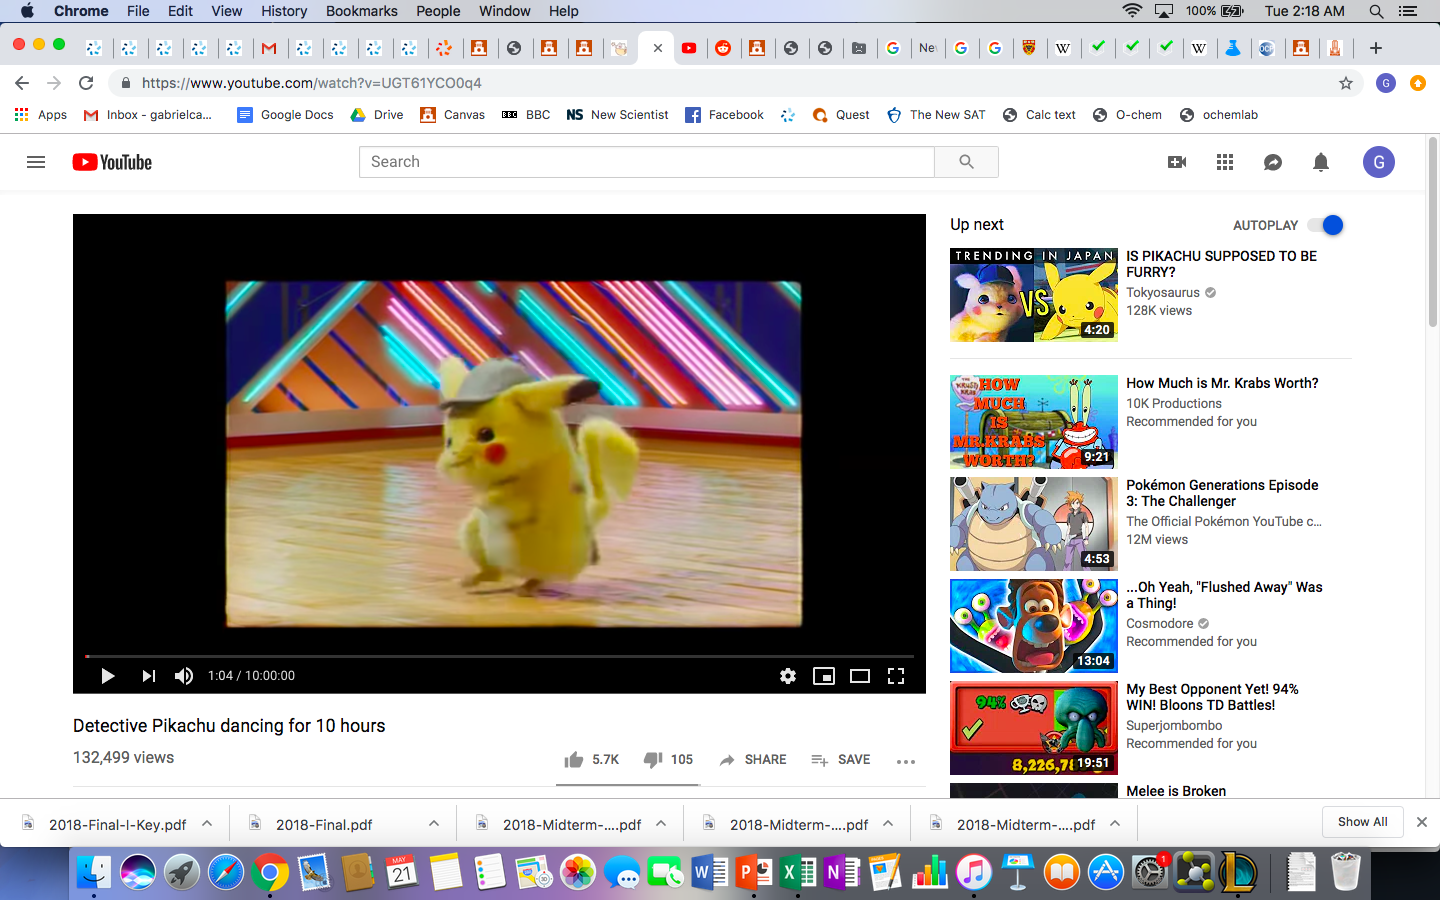 Chrome File Edit View History Bookmarks People Window Help 100% Tue 2:18 AM
https://www.youtube.com/watch?v=UGT61YCO0q4
G
Apps Inbox - gabrielca... Google Docs Drive Canvas BBC BBC NS New Scientist Facebook Quest The New SAT Calc text O-chem ochemlab
YouTube Search G
Up next AUTOPLAY
TRENDING IN JAPAN
VS
4:20
IS PIKACHU SUPPOSED TO BE
FURRY?
Tokyosaurus
128K views
HOW
MUCH
IS
MR.KRABS
WORTH?
9:21
How Much is Mr. Krabs Worth?
10K Productions
Recommended for you
4:53
Pokémon Generations Episode
3: The Challenger
The Official Pokémon YouTube c...
12M views
13:04
...Oh Yeah, "Flushed Away" Was
a Thing!
Cosmodore
Recommended for you
94%
19:51
My Best Opponent Yet! 94%
WIN! Bloons TD Battles!
Superjombombo
Recommended for you
Melee is Broken
1:04 / 10:00:00
Detective Pikachu dancing for 10 hours
132,499 views
5.7K 105 SHARE SAVE
2018-Final-I-Key.pdf 2018-Final.pdf 2018-Midterm-....pdf 2018-Midterm-....pdf 2018-Midterm-....pdf Show All
MAY
21
1